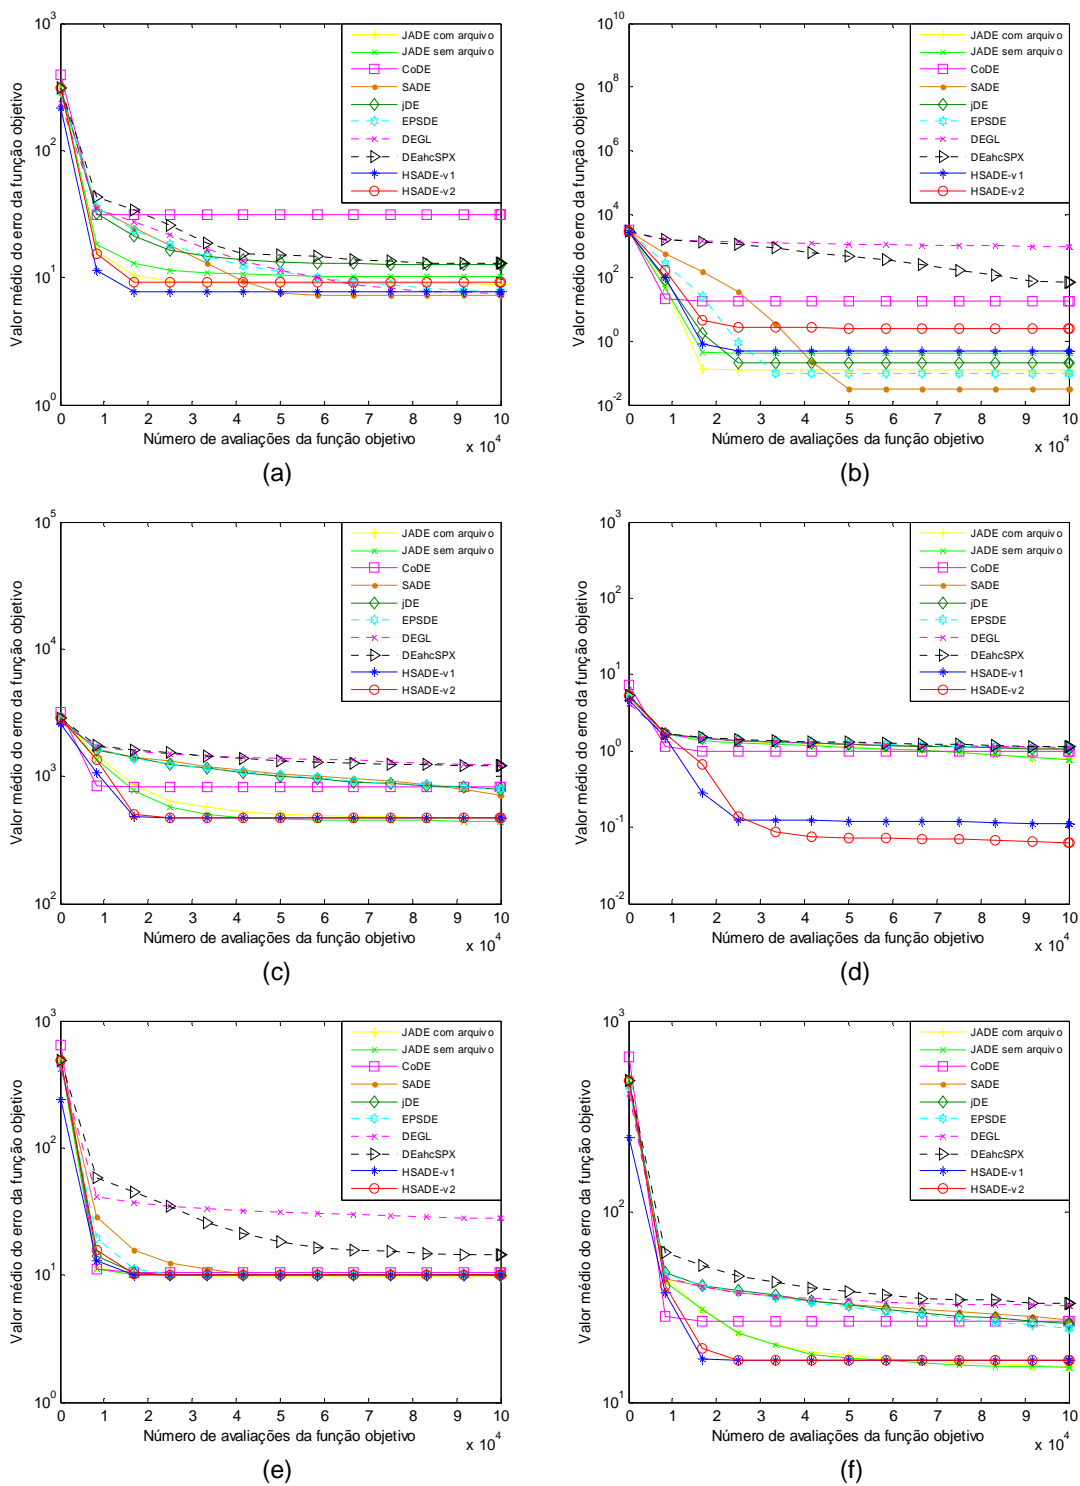 10^3
10^2
10^1
10^0
Valor médio do erro da função objetivo
JADE com arquivo
JADE sem arquivo
CoDE
SADE
jDE
EPSDE
DEGL
DEahcSPX
HSADE-v1
HSADE-v2
0 1 2 3 4 5 6 7 8 9 10
Número de avaliações da função objetivo
x 10^4
(a)
10^10
10^8
10^6
10^4
10^2
10^0
10^-2
Valor médio do erro da função objetivo
JADE com arquivo
JADE sem arquivo
CoDE
SADE
jDE
EPSDE
DEGL
DEahcSPX
HSADE-v1
HSADE-v2
0 1 2 3 4 5 6 7 8 9 10
Número de avaliações da função objetivo
x 10^4
(b)
10^5
10^4
10^3
10^2
Valor médio do erro da função objetivo
JADE com arquivo
JADE sem arquivo
CoDE
SADE
jDE
EPSDE
DEGL
DEahcSPX
HSADE-v1
HSADE-v2
0 1 2 3 4 5 6 7 8 9 10
Número de avaliações da função objetivo
x 10^4
(c)
10^3
10^2
10^1
10^0
10^-1
10^-2
Valor médio do erro da função objetivo
JADE com arquivo
JADE sem arquivo
CoDE
SADE
jDE
EPSDE
DEGL
DEahcSPX
HSADE-v1
HSADE-v2
0 1 2 3 4 5 6 7 8 9 10
Número de avaliações da função objetivo
x 10^4
(d)
10^3
10^2
10^1
10^0
Valor médio do erro da função objetivo
JADE com arquivo
JADE sem arquivo
CoDE
SADE
jDE
EPSDE
DEGL
DEahcSPX
HSADE-v1
HSADE-v2
0 1 2 3 4 5 6 7 8 9 10
Número de avaliações da função objetivo
x 10^4
(e)
10^3
10^2
10^1
Valor médio do erro da função objetivo
JADE com arquivo
JADE sem arquivo
CoDE
SADE
jDE
EPSDE
DEGL
DEahcSPX
HSADE-v1
HSADE-v2
0 1 2 3 4 5 6 7 8 9 10
Número de avaliações da função objetivo
x 10^4
(f)